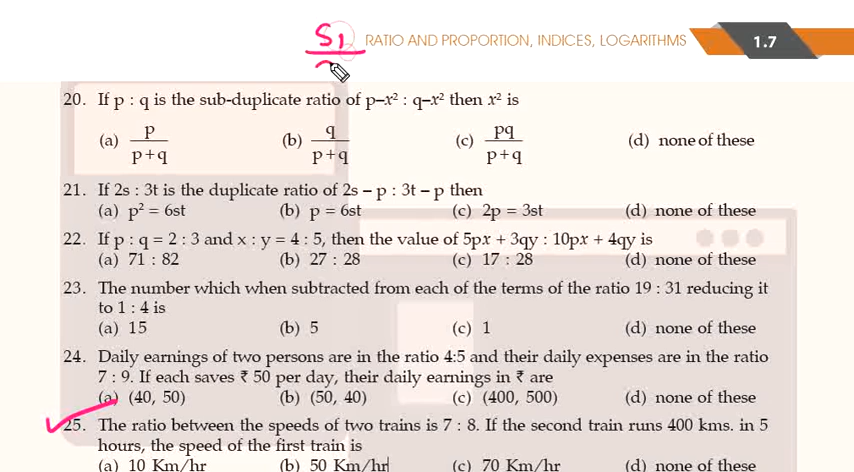 S1
RATIO AND PROPORTION, INDICES, LOGARITHMS 1.7
20. If p : q is the sub-duplicate ratio of p–x² : q–x² then x² is
(a) p/p+q (b) q/p+q (c) pq/p+q (d) none of these
21. If 2s : 3t is the duplicate ratio of 2s – p : 3t – p then
(a) p² = 6st (b) p = 6st (c) 2p = 3st (d) none of these
22. If p : q = 2 : 3 and x : y = 4 : 5, then the value of 5px + 3qy : 10px + 4qy is
(a) 71 : 82 (b) 27 : 28 (c) 17 : 28 (d) none of these
23. The number which when subtracted from each of the terms of the ratio 19 : 31 reducing it
to 1 : 4 is
(a) 15 (b) 5 (c) 1 (d) none of these
24. Daily earnings of two persons are in the ratio 4:5 and their daily expenses are in the ratio
7 : 9. If each saves ₹ 50 per day, their daily earnings in ₹ are
(a) (40, 50) (b) (50, 40) (c) (400, 500) (d) none of these
25. The ratio between the speeds of two trains is 7 : 8. If the second train runs 400 kms. in 5
hours, the speed of the first train is
(a) 10 Km/hr (b) 50 Km/hr (c) 70 Km/hr (d) none of these